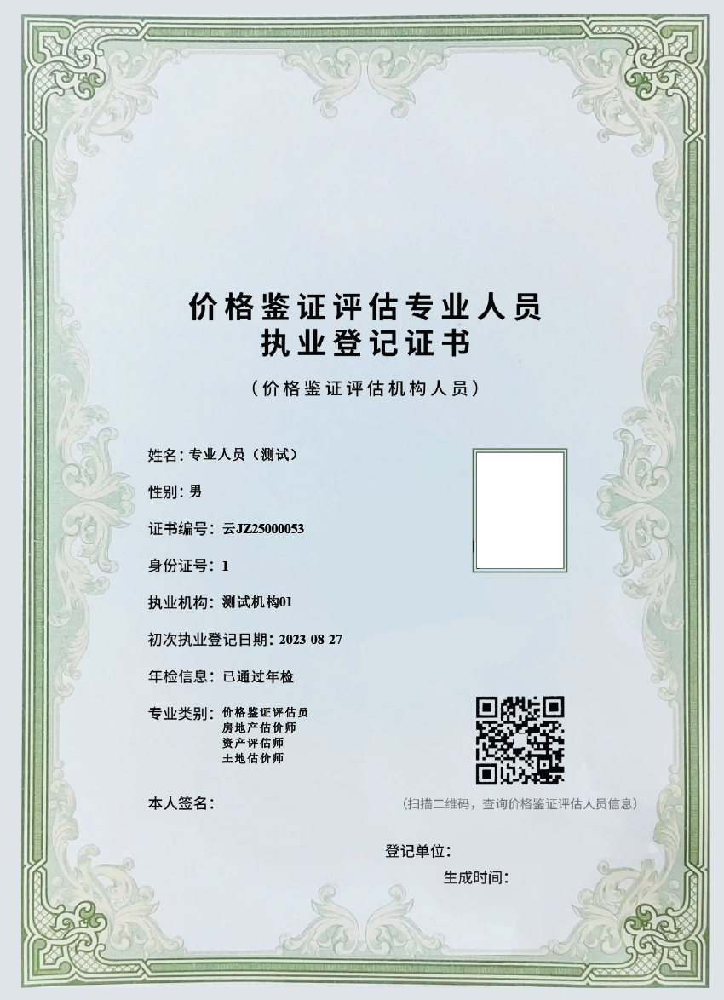 价格鉴证评估专业人员
执业登记证书
（价格鉴证评估机构人员）
姓名：专业人员（测试）
性别：男
证书编号：云JZ25000053
身份证号：1
执业机构：测试机构01
初次执业登记日期：2023-08-27
年检信息：已通过年检
专业类别：价格鉴证评估员
房地产估价师
资产评估师
土地估价师
本人签名：
（扫描二维码，查询价格鉴证评估人员信息）
登记单位：
生成时间：